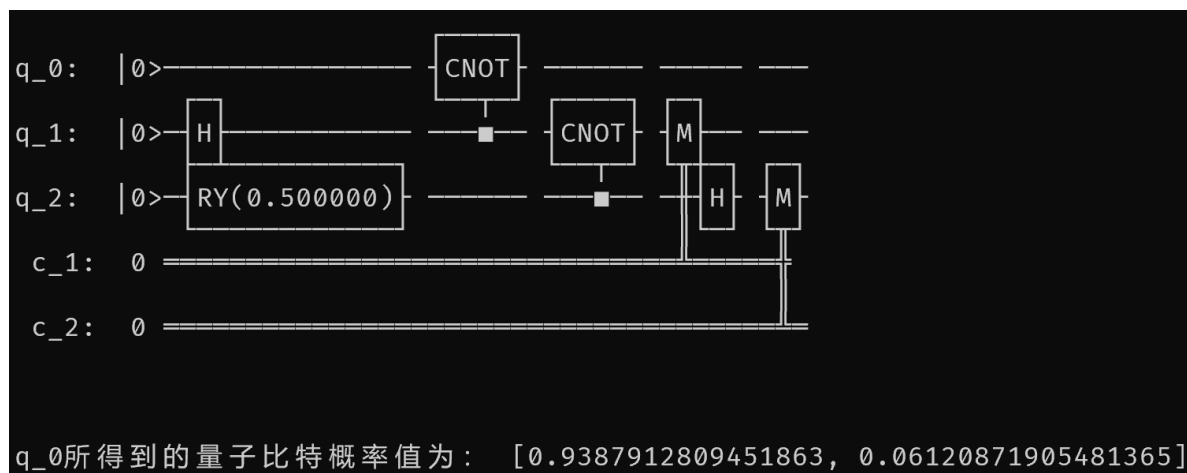 CNOT
q_0: |0>
q_1: |0> H CNOT M
q_2: |0> RY(0.500000) H M
c_1: 0
c_2: 0
q_0所得到的量子比特概率值为: [0.9387912809451863, 0.06120871905481365]